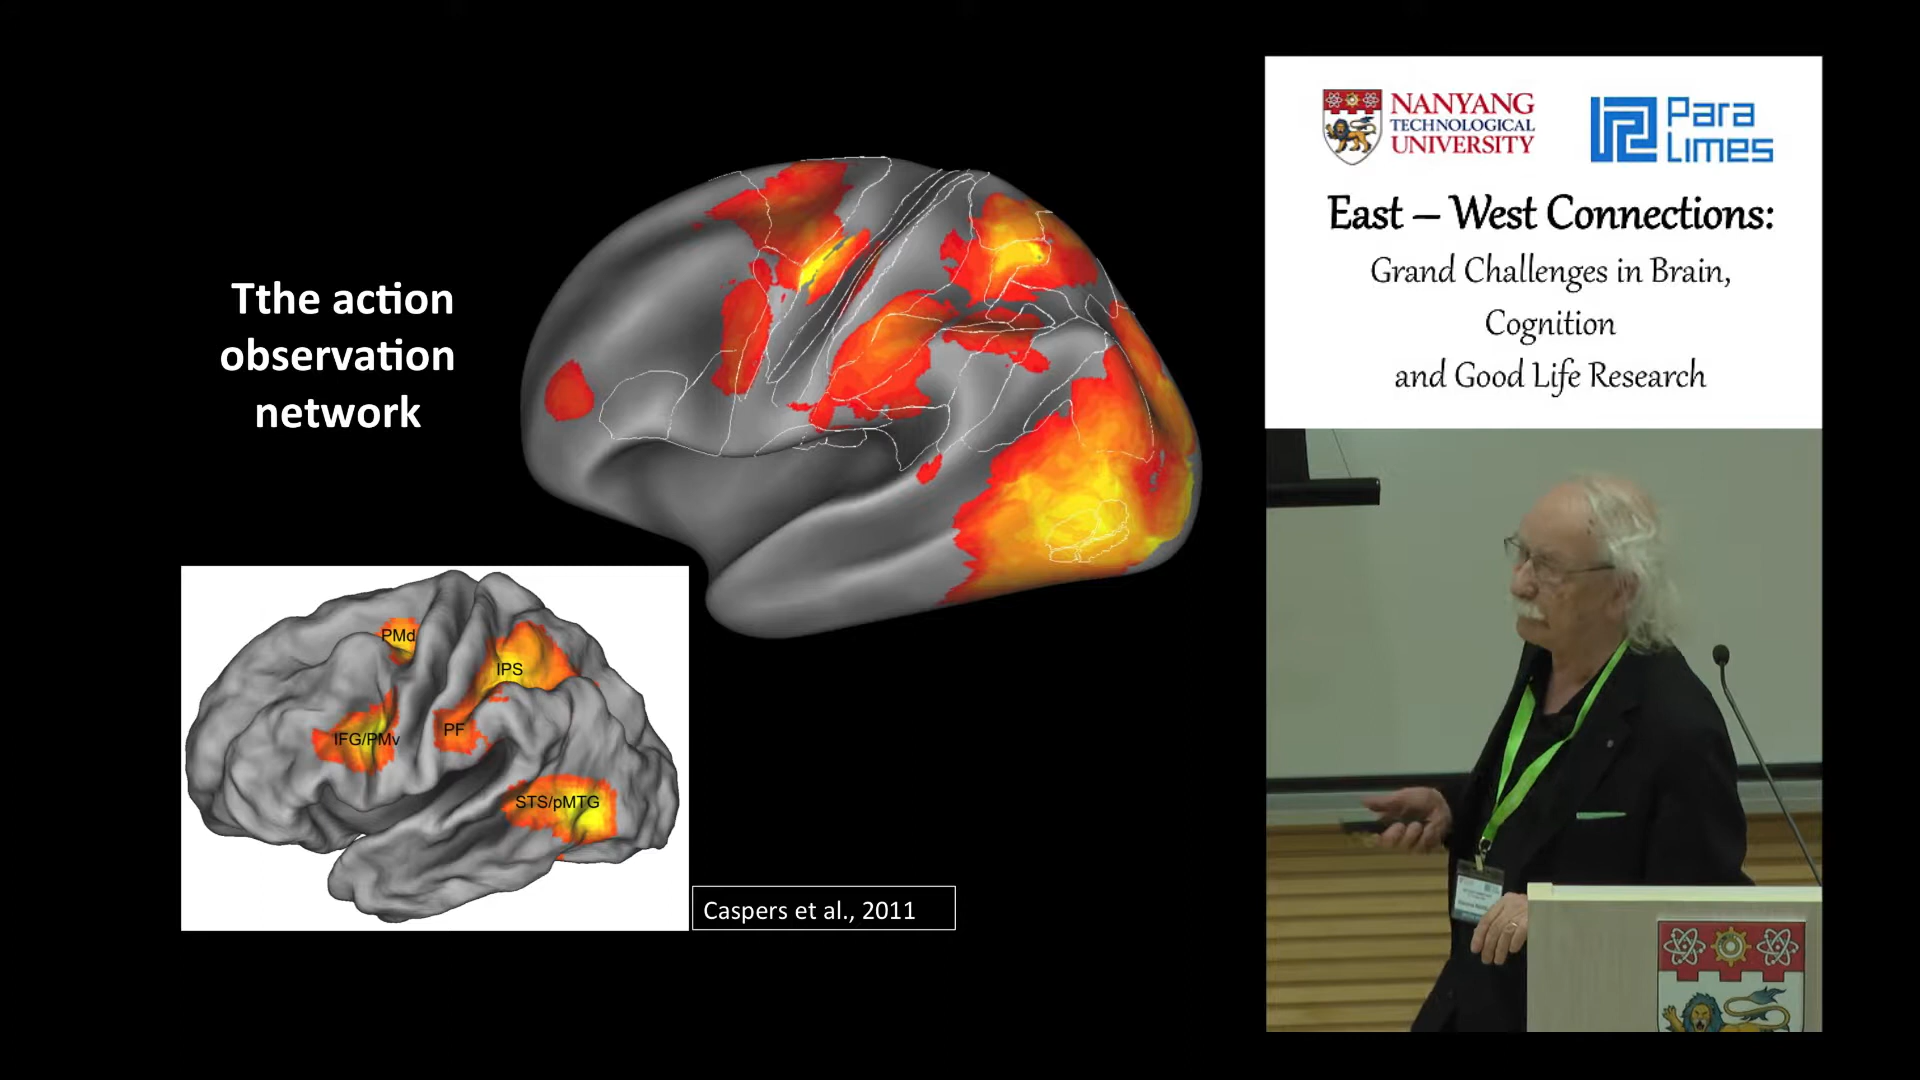 Tthe action
observation
network
PMd
IPS
PF
IFG/PMv
STS/pMTG
Caspers et al., 2011
NANYANG
TECHNOLOGICAL
UNIVERSITY
Para
Limes
East – West Connections:
Grand Challenges in Brain,
Cognition
and Good Life Research